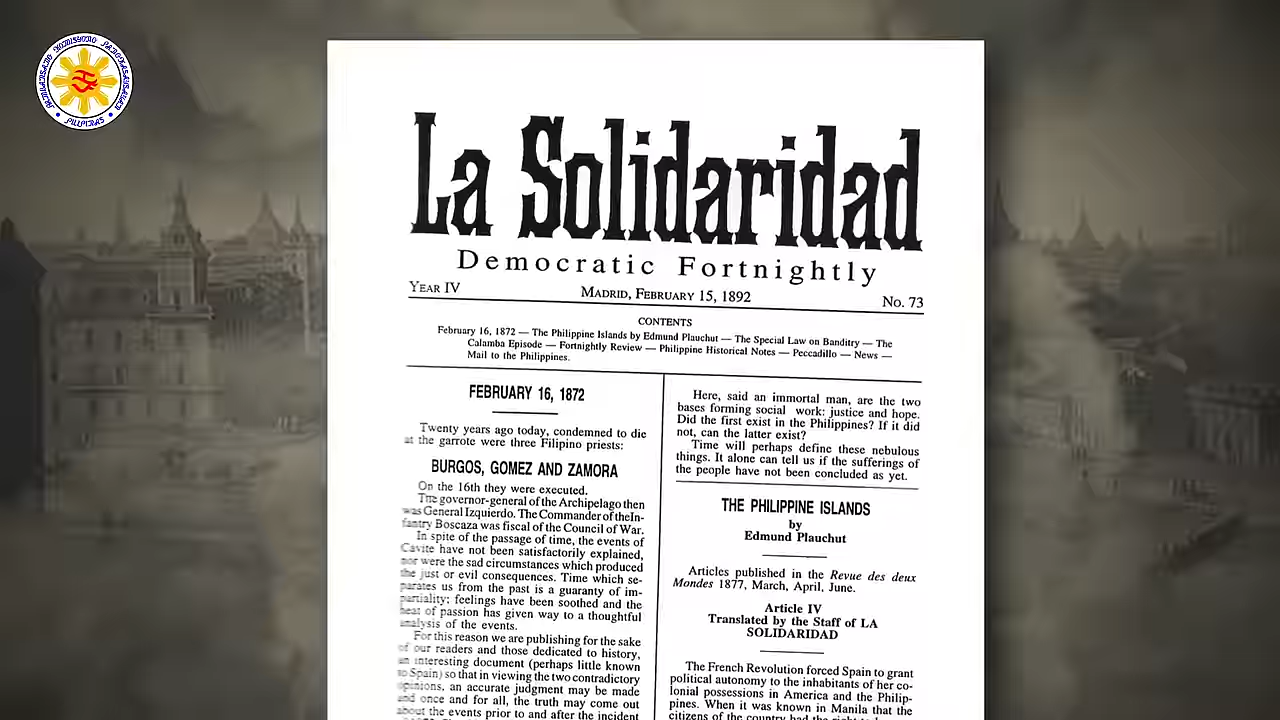 PILIPINAS
La Solidaridad
Democratic Fortnightly
YEAR IV
MADRID, FEBRUARY 15, 1892
No. 73
CONTENTS
February 16, 1872 — The Philippine Islands by Edmund Plauchut — The Special Law on Banditry — The
Calamba Episode — Fortnightly Review — Philippine Historical Notes — Peccadillo — News —
Mail to the Philippines.
FEBRUARY 16, 1872
Twenty years ago today, condemned to die
at the garrote were three Filipino priests:
BURGOS, GOMEZ AND ZAMORA
On the 16th they were executed.
The governor-general of the Archipelago then
was General Izquierdo. The Commander of the In-
fantry Boscaza was fiscal of the Council of War.
In spite of the passage of time, the events of
Cavite have not been satisfactorily explained,
nor were the sad circumstances which produced
the just or evil consequences. Time which se-
parates us from the past is a guaranty of im-
partiality: feelings have been soothed and the
heat of passion has given way to a thoughtful
analysis of the events.
For this reason we are publishing for the sake
of our readers and those dedicated to history,
an interesting document (perhaps little known
to Spain) so that in viewing the two contradictory
opinions, an accurate judgment may be made
and once and for all, the truth may come out
about the events prior to and after the incident
Here, said an immortal man, are the two
bases forming social work: justice and hope.
Did the first exist in the Philippines? If it did
not, can the latter exist?
Time will perhaps define these nebulous
things. It alone can tell us if the sufferings of
the people have not been concluded as yet.
THE PHILIPPINE ISLANDS
by
Edmund Plauchut
Articles published in the Revue des deux
Mondes 1877, March, April, June.
Article IV
Translated by the Staff of LA
SOLIDARIDAD
The French Revolution forced Spain to grant
political autonomy to the inhabitants of her co-
lonial possessions in America and the Philip-
pines. When it was known in Manila that the
citizens of the country had the